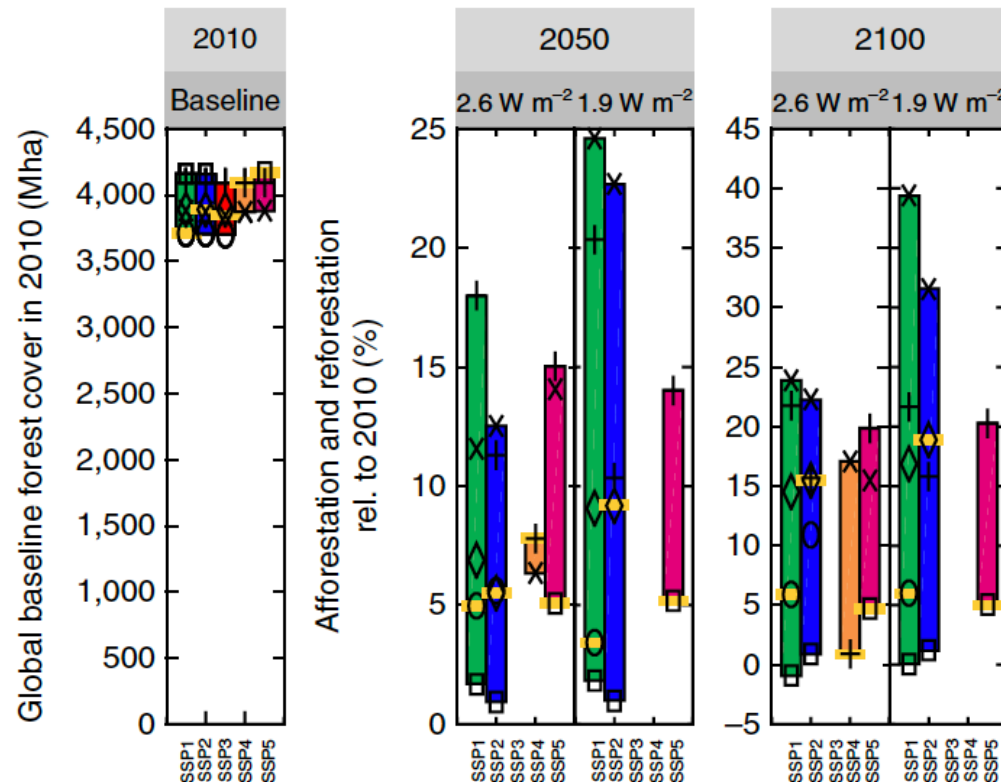 2010
Baseline
Global baseline forest cover in 2010 (Mha)
4,500
4,000
3,500
3,000
2,500
2,000
1,500
1,000
500
0
SSP1
SSP2
SSP3
SSP4
SSP5
2050
2.6 W m⁻² 1.9 W m⁻²
Afforestation and reforestation
rel. to 2010 (%)
25
20
15
10
5
0
SSP1
SSP2
SSP3
SSP4
SSP5
SSP1
SSP2
SSP3
SSP4
SSP5
2100
2.6 W m⁻² 1.9 W m⁻²
45
40
35
30
25
20
15
10
5
0
–5
SSP1
SSP2
SSP3
SSP4
SSP5
SSP1
SSP2
SSP3
SSP4
SSP5